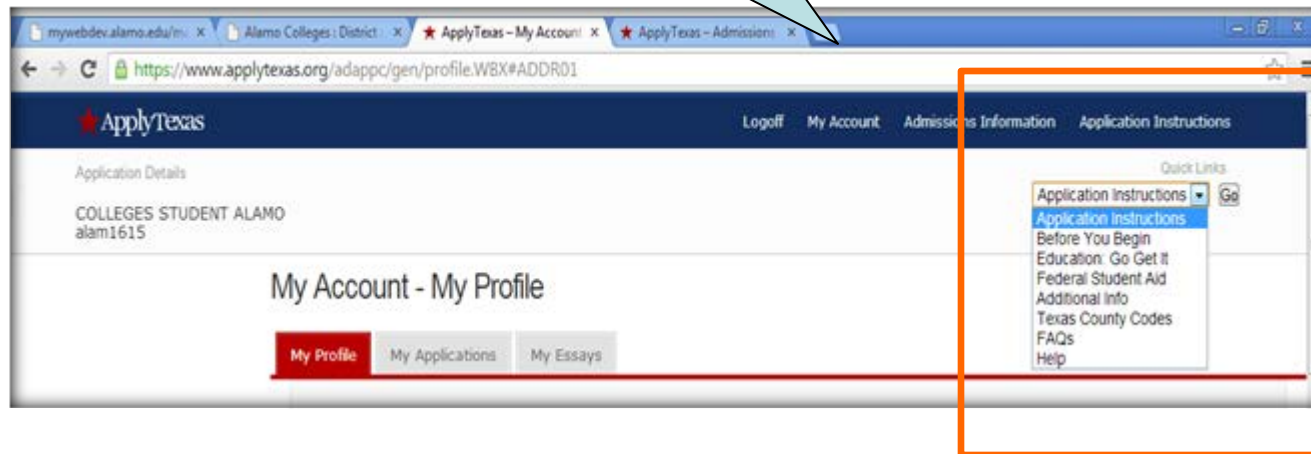 mywebdev.alamo.edu/m
Alamo Colleges : District
ApplyTexas – My Account
ApplyTexas – Admissions
https://www.applytexas.org/adappc/gen/profile.WBX#ADDR01
ApplyTexas
Logoff My Account Admissions Information Application Instructions
Application Details
Quick Links
COLLEGES STUDENT ALAMO
alam1615
Application Instructions Go
Application Instructions
Before You Begin
Education: Go Get It
Federal Student Aid
Additional Info
Texas County Codes
FAQs
Help
My Account - My Profile
My Profile My Applications My Essays